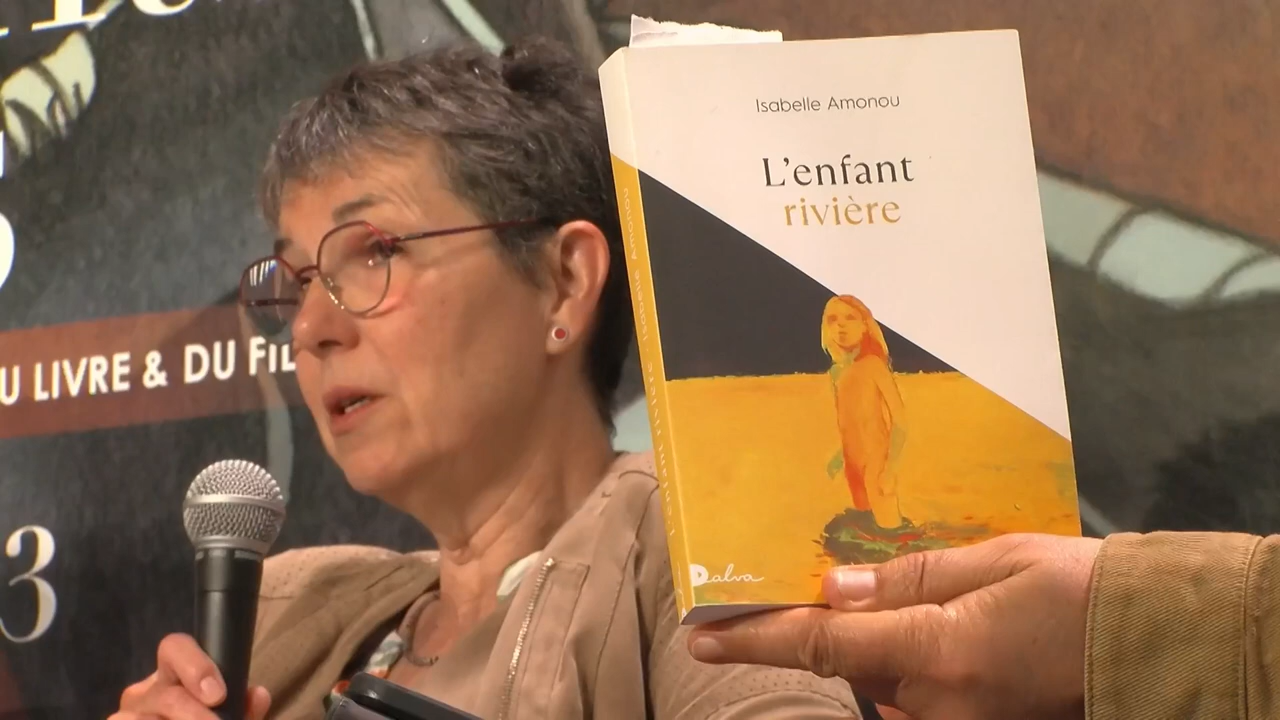 U LIVRE & DU FIL
3
Isabelle Amonou
L'enfant
rivière
L'enfant rivière . Isabelle Amonou
Dalva